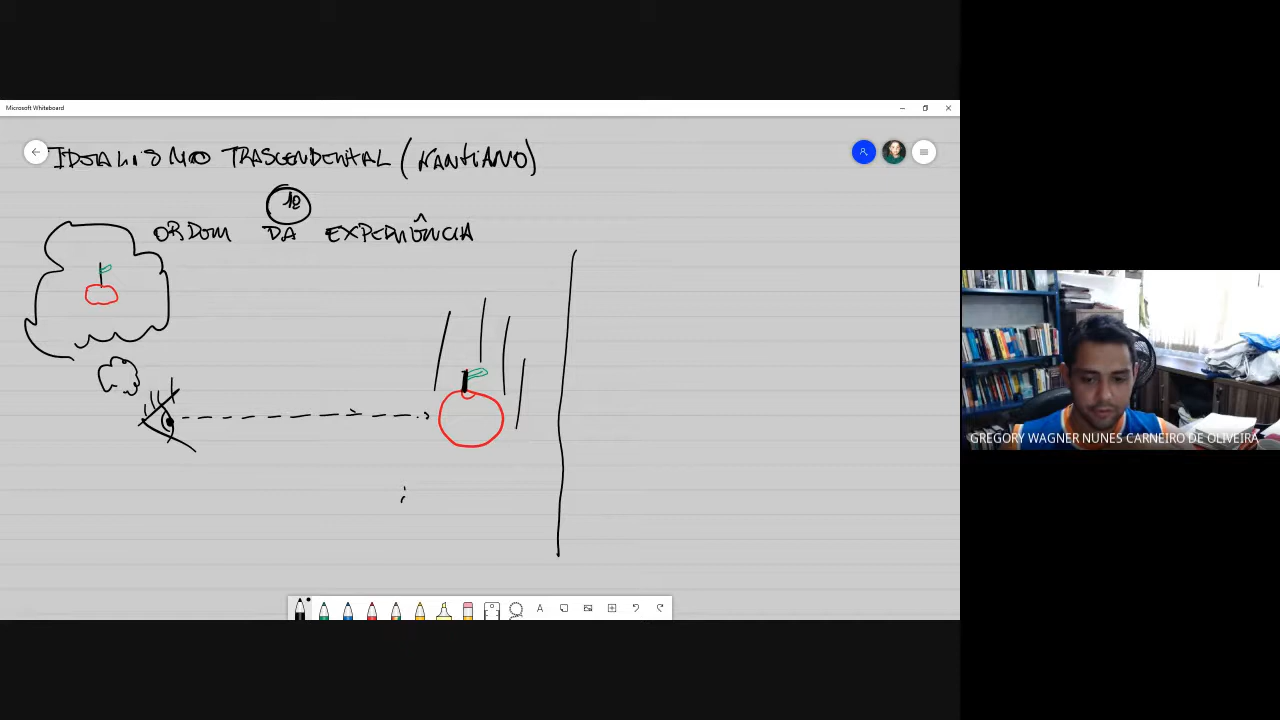 Microsoft Whiteboard
IDEALISMO TRASCENDENTAL (KANTIANO)
1º
ORDEM DA EXPERIÊNCIA
GREGORY WAGNER NUNES CARNEIRO DE OLIVEIRA
A